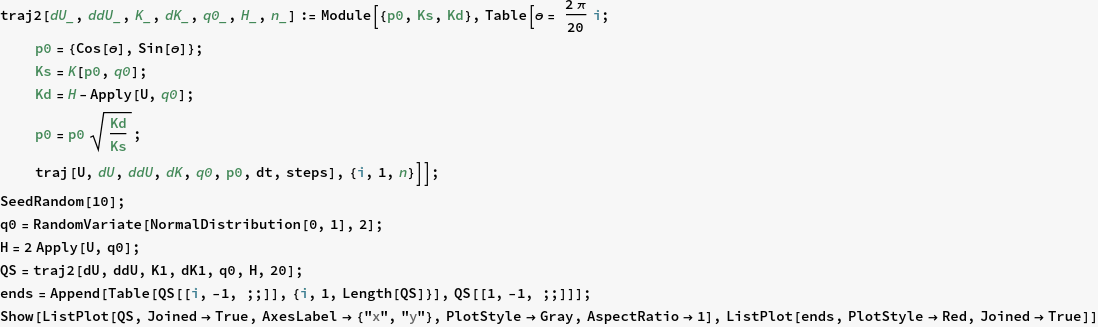 traj2[dU_, ddU_, K_, dK_, q0_, H_, n_] := Module[{p0, Ks, Kd}, Table[ɵ = 2 π/20 i;
p0 = {Cos[ɵ], Sin[ɵ]};
Ks = K[p0, q0];
Kd = H - Apply[U, q0];
p0 = p0 √(Kd/Ks);
traj[U, dU, ddU, dK, q0, p0, dt, steps], {i, 1, n}]];
SeedRandom[10];
q0 = RandomVariate[NormalDistribution[0, 1], 2];
H = 2 Apply[U, q0];
QS = traj2[dU, ddU, K1, dK1, q0, H, 20];
ends = Append[Table[QS[[i, -1, ;;]], {i, 1, Length[QS]}], QS[[1, -1, ;;]]];
Show[ListPlot[QS, Joined → True, AxesLabel → {"x", "y"}, PlotStyle → Gray, AspectRatio → 1], ListPlot[ends, PlotStyle → Red, Joined → True]]